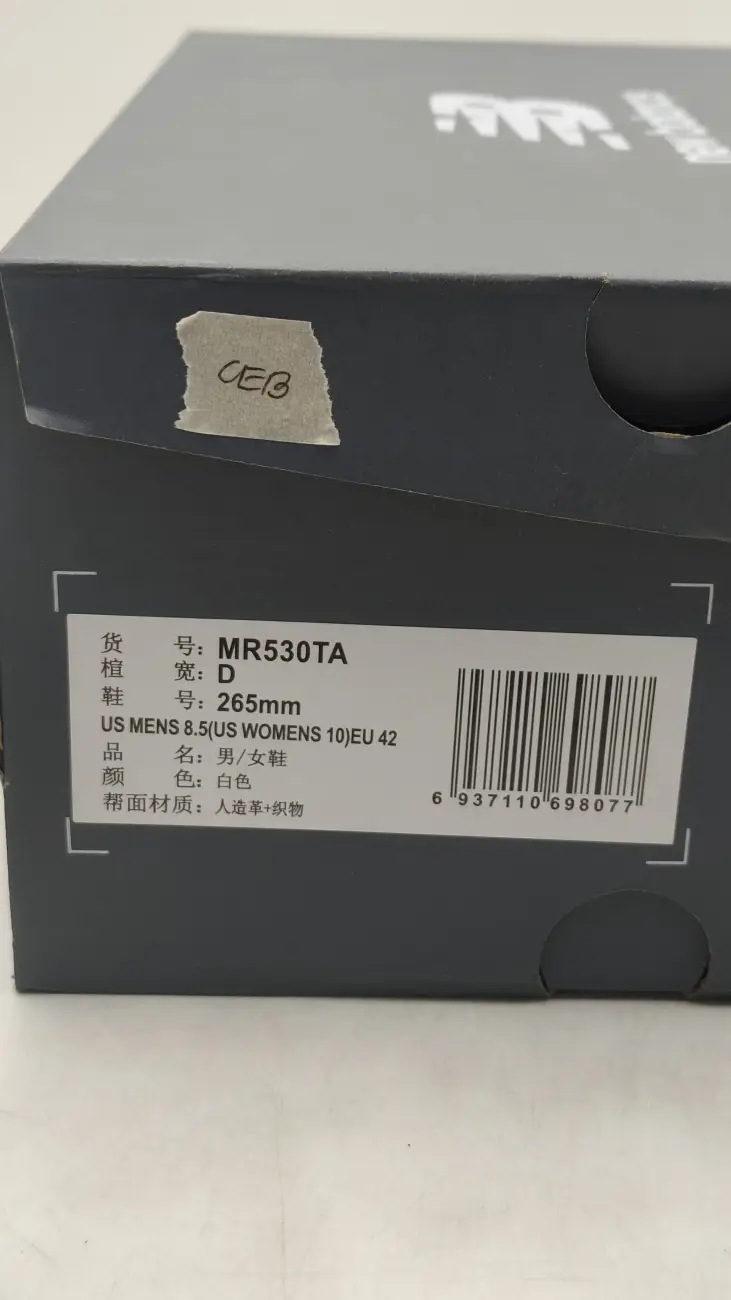 new balance
CEB
货 号: MR530TA
楦 宽: D
鞋 号: 265mm
US MENS 8.5(US WOMENS 10)EU 42
品 名: 男/女鞋
颜 色: 白色
帮面材质: 人造革+织物
6 937110 698077